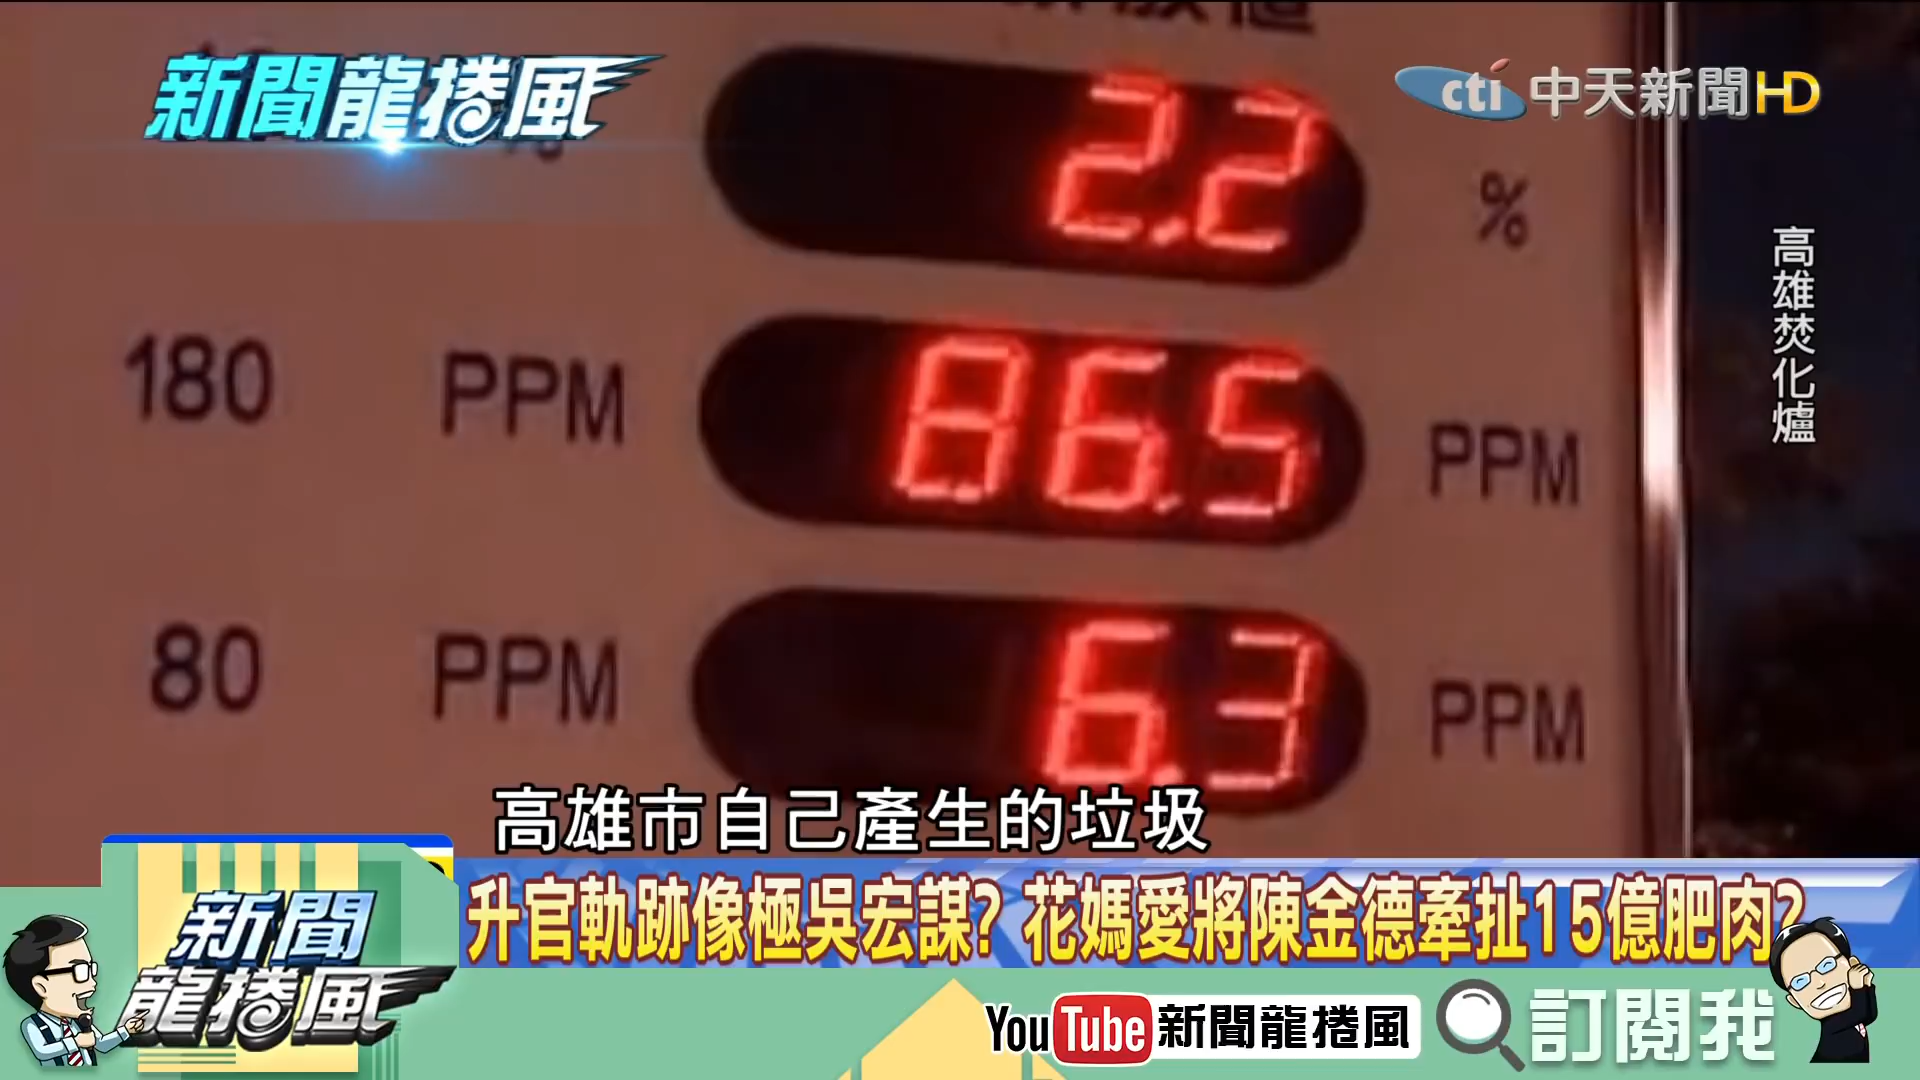 新聞龍捲風
cti 中天新聞HD
2.2 %
高雄焚化爐
180 PPM 86.5 PPM
80 PPM 6.3 PPM
高雄市自己產生的垃圾
升官軌跡像極吳宏謀? 花媽愛將陳金德牽扯15億肥肉?
新聞
龍捲風
YouTube 新聞龍捲風
訂閱我